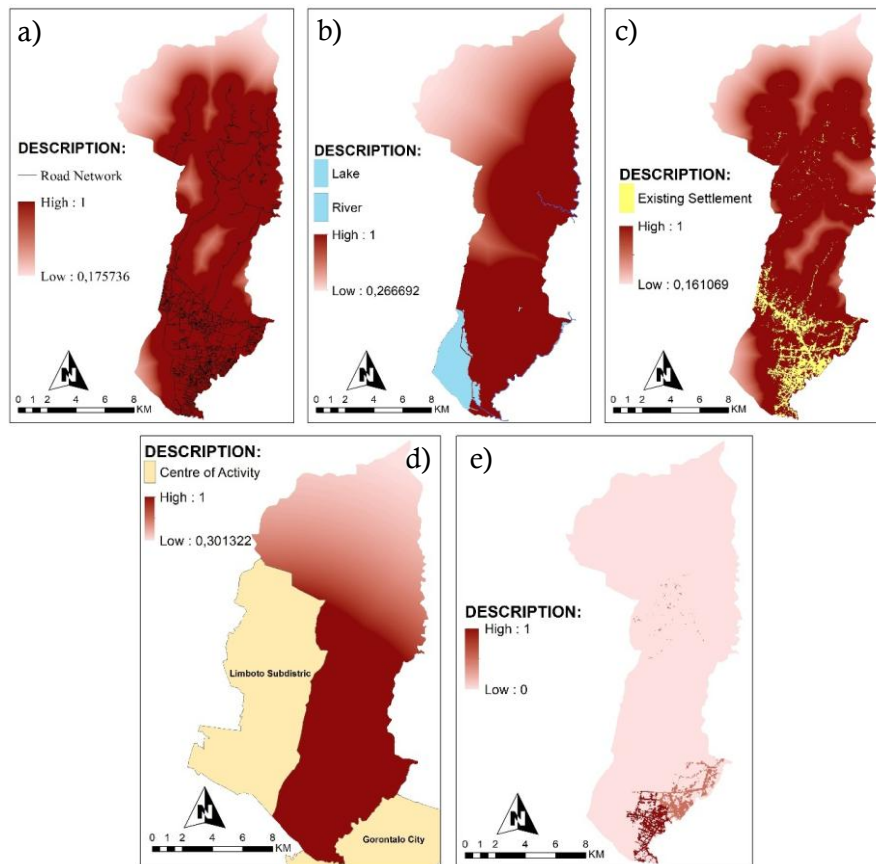 a)
DESCRIPTION:
Road Network
High : 1
Low : 0,175736
N
0 1 2 4 6 8
KM
b)
DESCRIPTION:
Lake
River
High : 1
Low : 0,266692
N
0 1 2 4 6 8
KM
c)
DESCRIPTION:
Existing Settlement
High : 1
Low : 0,161069
N
0 1 2 4 6 8
KM
d)
DESCRIPTION:
Centre of Activity
High : 1
Low : 0,301322
Limboto Subdistric
Gorontalo City
N
0 1 2 4 6 8
KM
e)
DESCRIPTION:
High : 1
Low : 0
N
0 1 2 4 6 8
KM